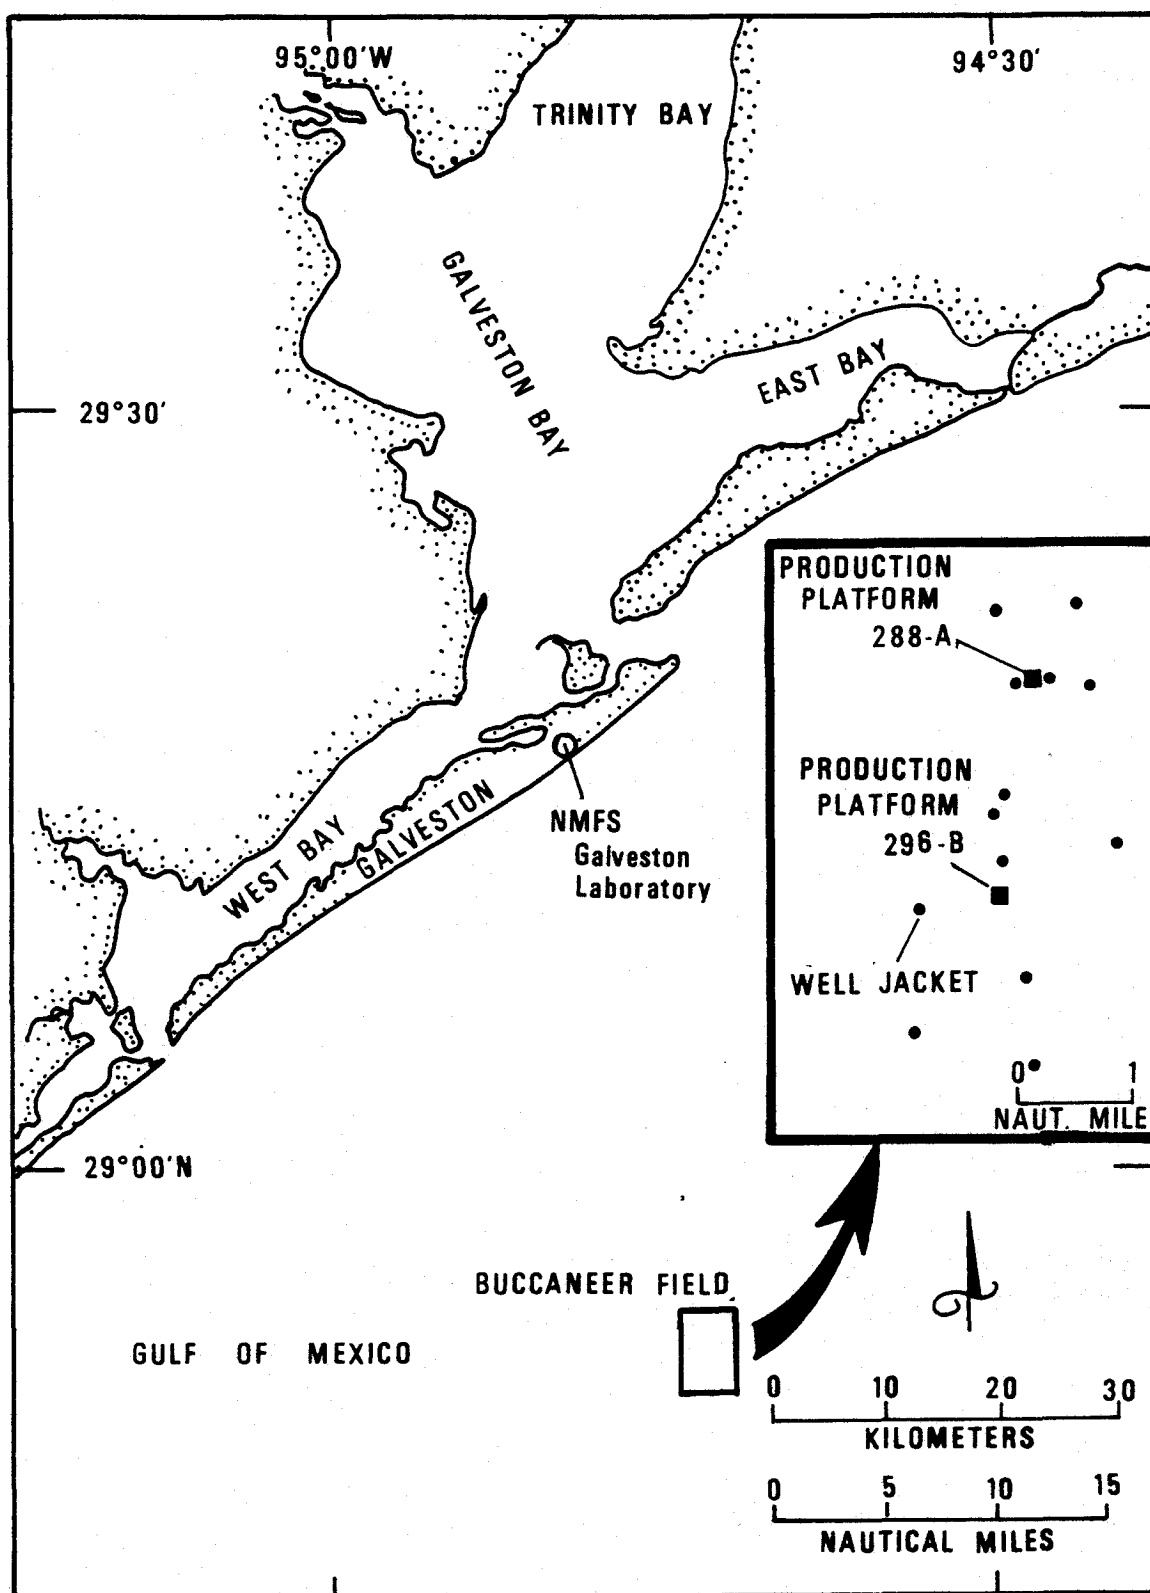 95°00'W
94°30'
TRINITY BAY
GALVESTON BAY
EAST BAY
29°30'
PRODUCTION
PLATFORM
288-A
PRODUCTION
PLATFORM
296-B
WELL JACKET
0 1
NAUT. MILE
WEST BAY
GALVESTON
NMFS
Galveston
Laboratory
29°00'N
BUCCANEER FIELD
GULF OF MEXICO
0 10 20 30
KILOMETERS
0 5 10 15
NAUTICAL MILES